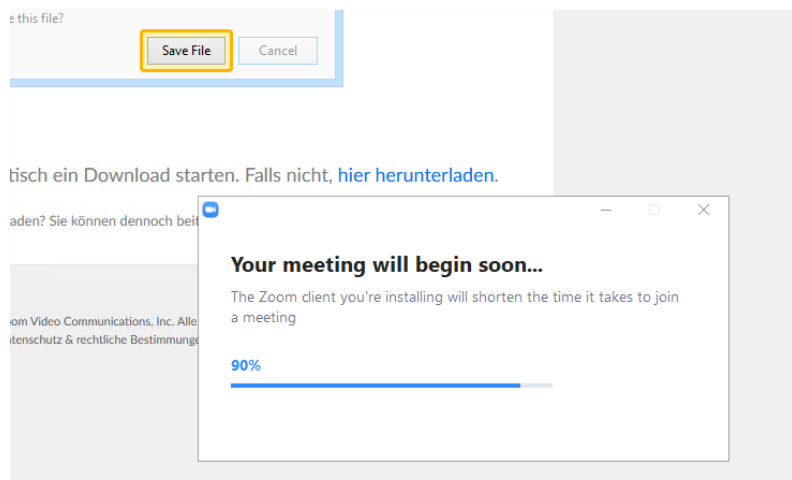 e this file?
Save File
Cancel
tisch ein Download starten. Falls nicht, hier herunterladen.
aden? Sie können dennoch beit
Your meeting will begin soon...
The Zoom client you're installing will shorten the time it takes to join
a meeting
90%
om Video Communications, Inc. Alle
tenschutz & rechtliche Bestimmunge